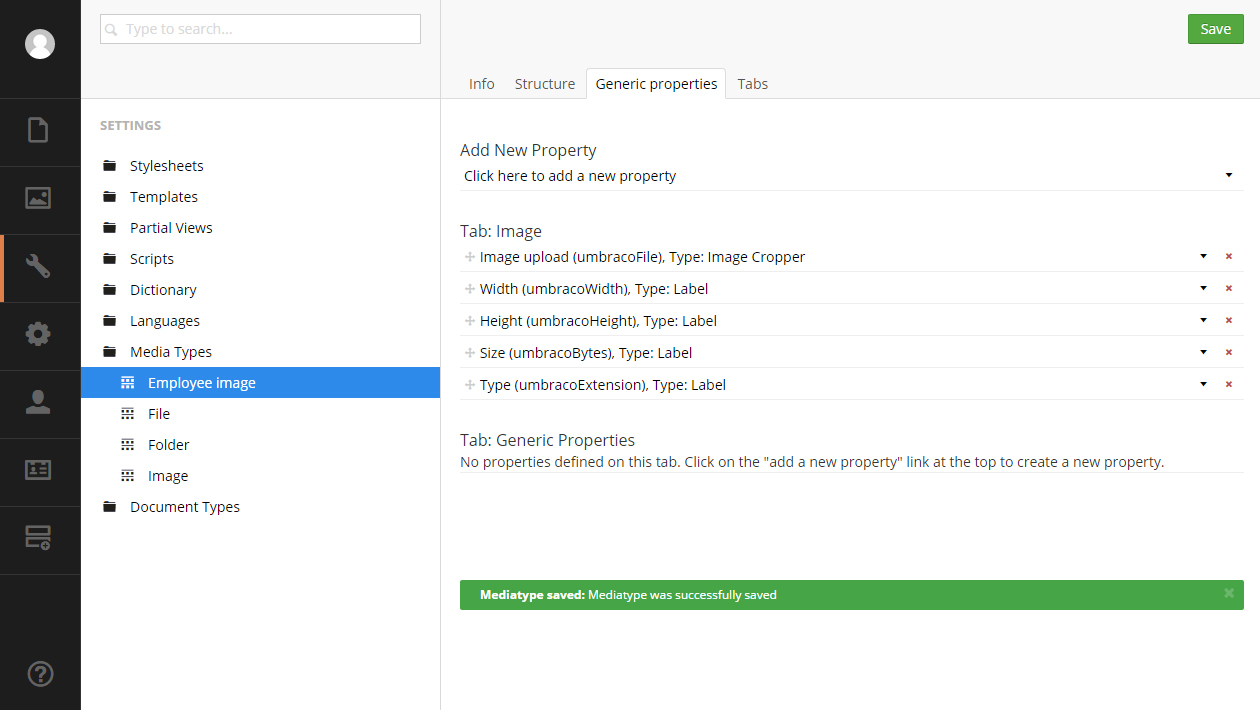 Type to search...
Save
Info
Structure
Generic properties
Tabs
SETTINGS
Stylesheets
Templates
Partial Views
Scripts
Dictionary
Languages
Media Types
Employee image
File
Folder
Image
Document Types
Add New Property
Click here to add a new property
Tab: Image
Image upload (umbracoFile), Type: Image Cropper
Width (umbracoWidth), Type: Label
Height (umbracoHeight), Type: Label
Size (umbracoBytes), Type: Label
Type (umbracoExtension), Type: Label
Tab: Generic Properties
No properties defined on this tab. Click on the "add a new property" link at the top to create a new property.
Mediatype saved: Mediatype was successfully saved